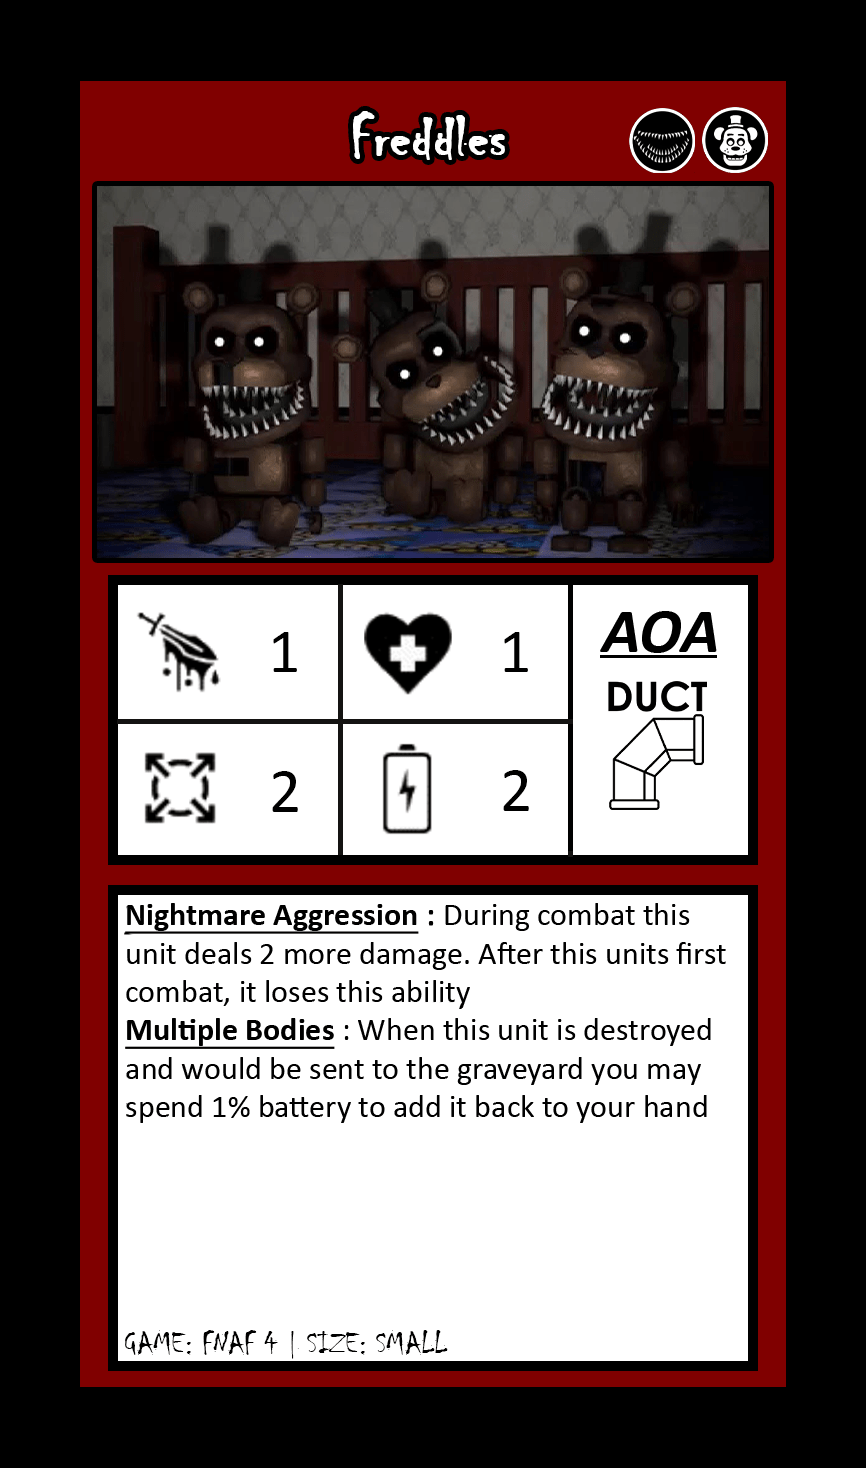 Freddles
1
1
AOA
DUCT
2
2
Nightmare Aggression : During combat this
unit deals 2 more damage. After this units first
combat, it loses this ability
Multiple Bodies : When this unit is destroyed
and would be sent to the graveyard you may
spend 1% battery to add it back to your hand
GAME: FNAF 4 | SIZE: SMALL